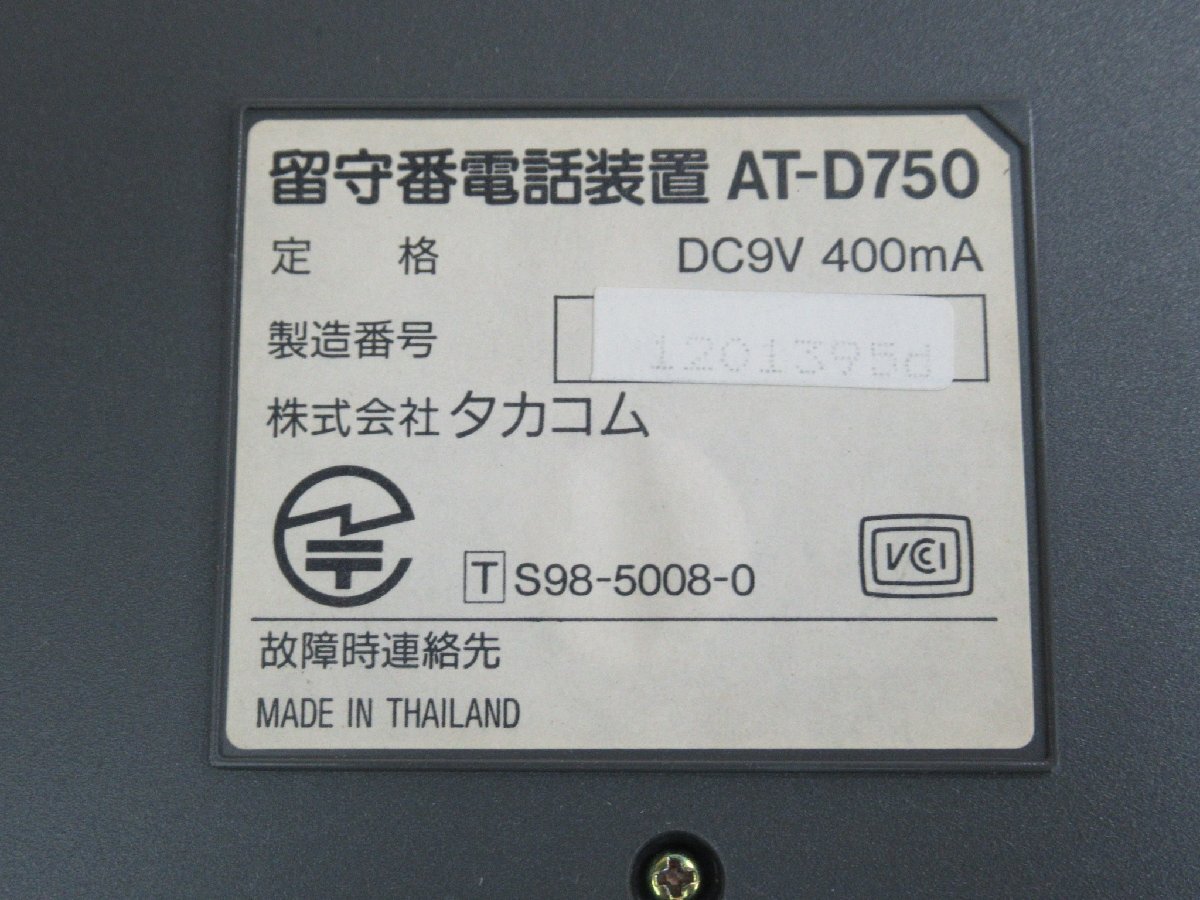 留守番電話装置 AT-D750
定 格 DC9V 400mA
製造番号 1201395d
株式会社 タカコム
T S98-5008-0
VCCI
故障時連絡先
MADE IN THAILAND